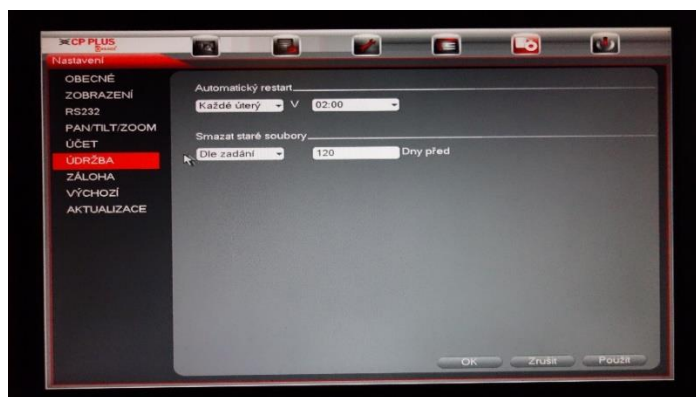 CP PLUS
Nastavení
OBECNÉ
ZOBRAZENÍ
RS232
PAN/TILT/ZOOM
ÚČET
ÚDRŽBA
ZÁLOHA
VÝCHOZÍ
AKTUALIZACE
Automatický restart
Každé úterý V 02:00
Smazat staré soubory
Dle zadání 120 Dny před
OK Zrušit Použít